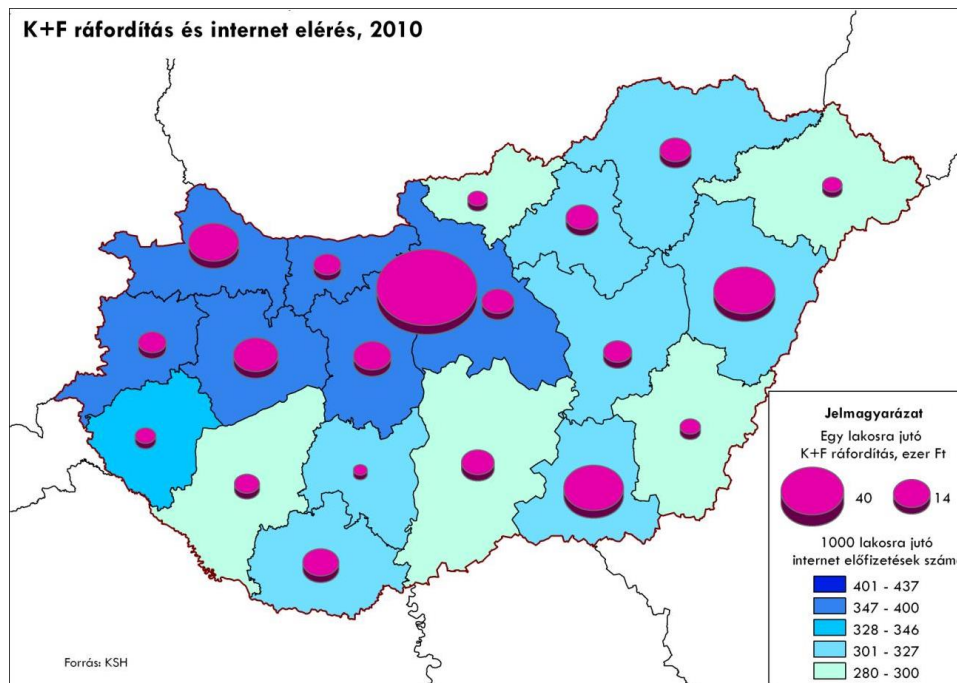 K+F ráfordítás és internet elérés, 2010
Jelmagyarázat
Egy lakosra jutó
K+F ráfordítás, ezer Ft
40 14
1000 lakosra jutó
internet előfizetések szám
401 - 437
347 - 400
328 - 346
301 - 327
280 - 300
Forrás: KSH